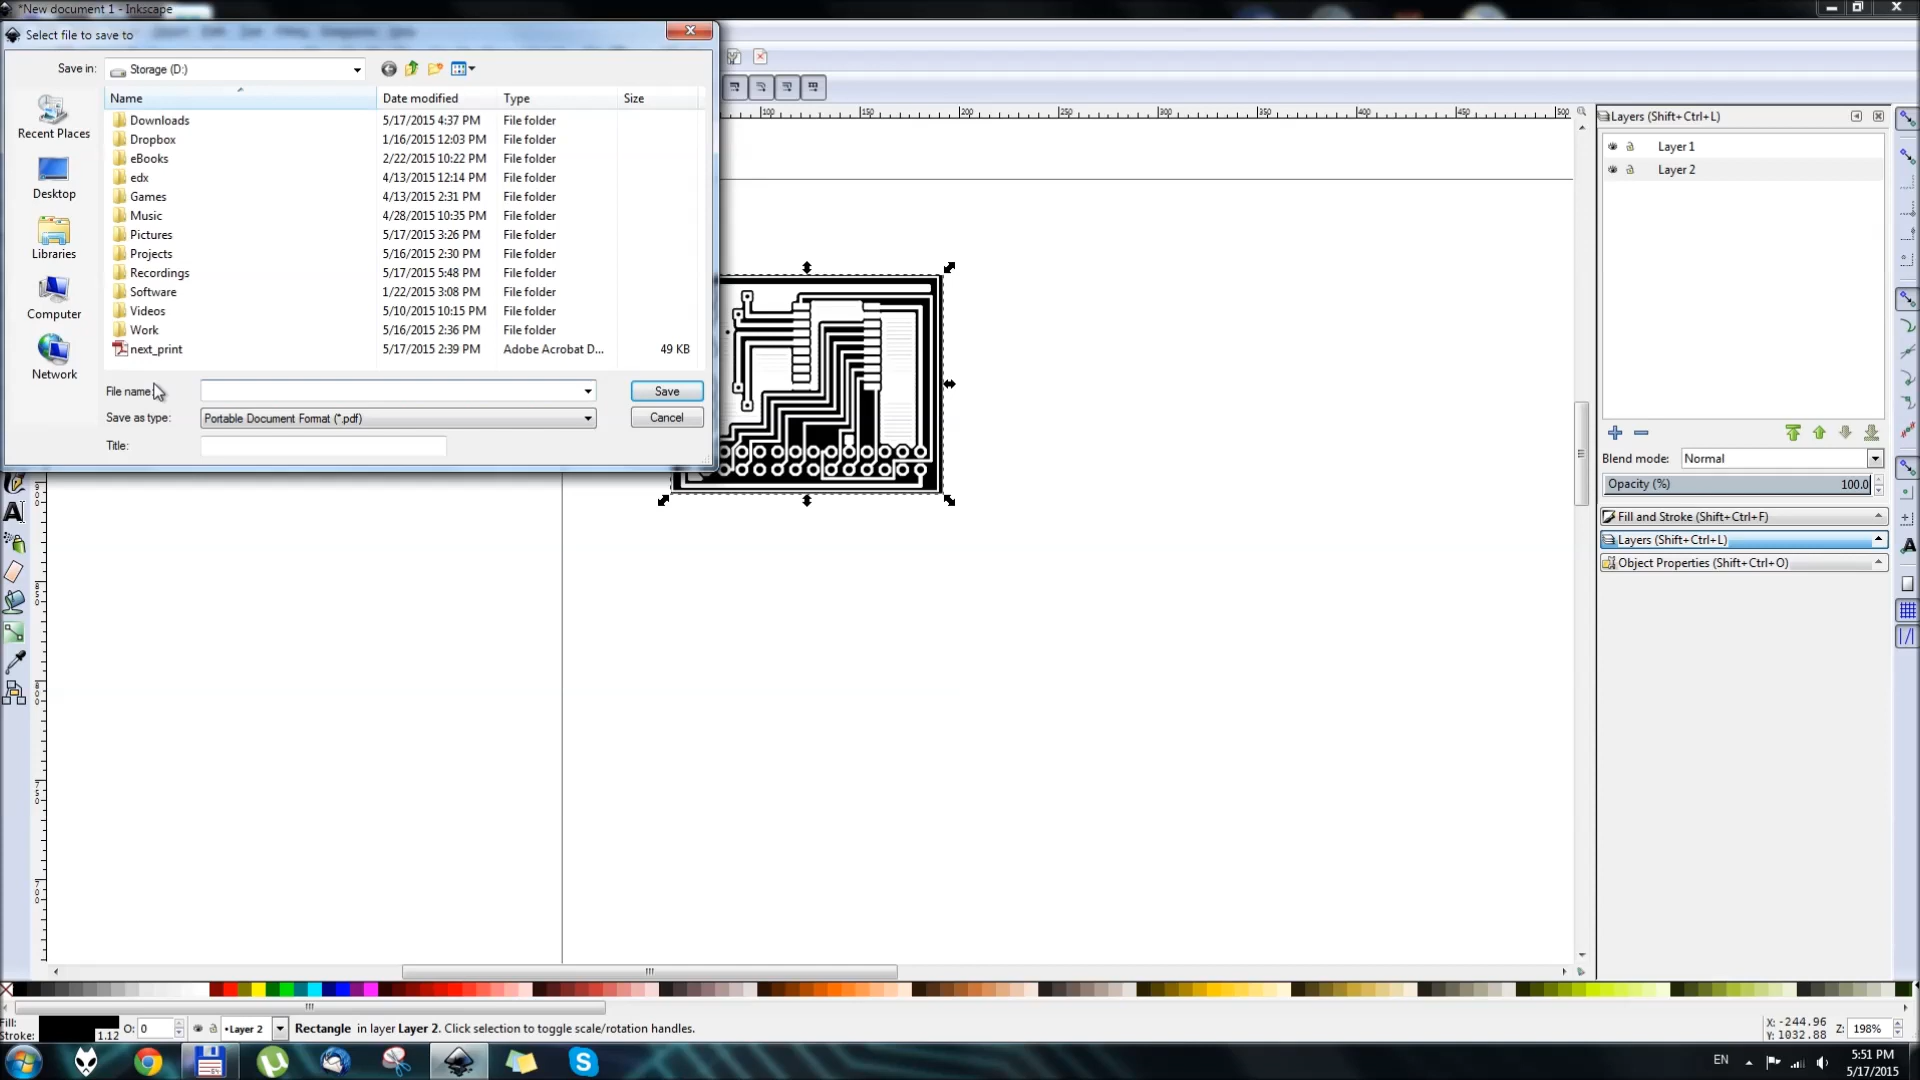 *New document 1 - Inkscape
Select file to save to
Save in: Storage (D:)
Name Date modified Type Size
Downloads 5/17/2015 4:37 PM File folder
Dropbox 1/16/2015 12:03 PM File folder
eBooks 2/22/2015 10:22 PM File folder
edx 4/13/2015 12:14 PM File folder
Games 4/13/2015 2:31 PM File folder
Music 4/28/2015 10:35 PM File folder
Pictures 5/17/2015 3:26 PM File folder
Projects 5/16/2015 2:30 PM File folder
Recordings 5/17/2015 5:48 PM File folder
Software 1/22/2015 3:08 PM File folder
Videos 5/10/2015 10:15 PM File folder
Work 5/16/2015 2:36 PM File folder
next_print 5/17/2015 2:39 PM Adobe Acrobat D... 49 KB
Recent Places
Desktop
Libraries
Computer
Network
File name: Save
Save as type: Portable Document Format (*.pdf) Cancel
Title:
100 150 200 250 300 350 400 450 500
Layers (Shift+Ctrl+L)
Layer 1
Layer 2
Blend mode: Normal
Opacity (%) 100.0
Fill and Stroke (Shift+Ctrl+F)
Layers (Shift+Ctrl+L)
Object Properties (Shift+Ctrl+O)
Fill: O: 0 •Layer 2 Rectangle in layer Layer 2. Click selection to toggle scale/rotation handles.
Stroke: 1.12
X: -244.96
Y: 1032.88
Z: 198%
EN
5:51 PM
5/17/2015